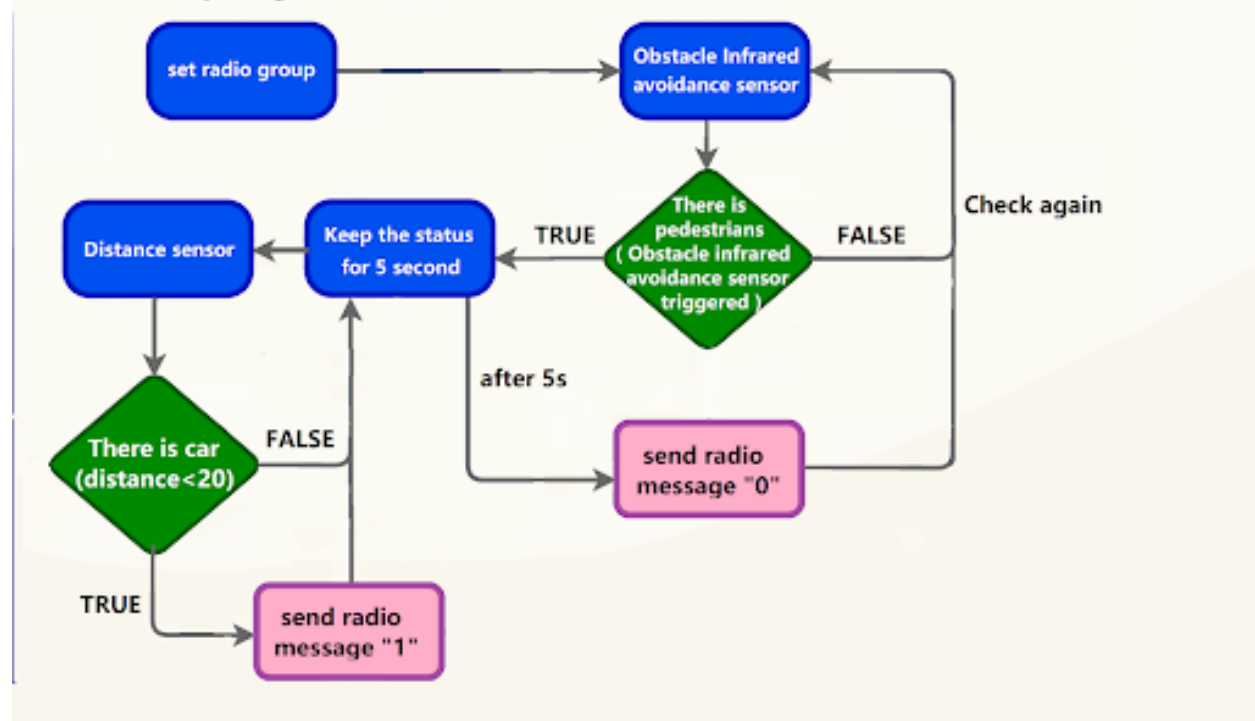 set radio group
Obstacle Infrared
avoidance sensor
Check again
There is
pedestrians
( Obstacle infrared
avoidance sensor
triggered )
TRUE
FALSE
Keep the status
for 5 second
Distance sensor
after 5s
There is car
(distance<20)
FALSE
send radio
message "0"
TRUE
send radio
message "1"